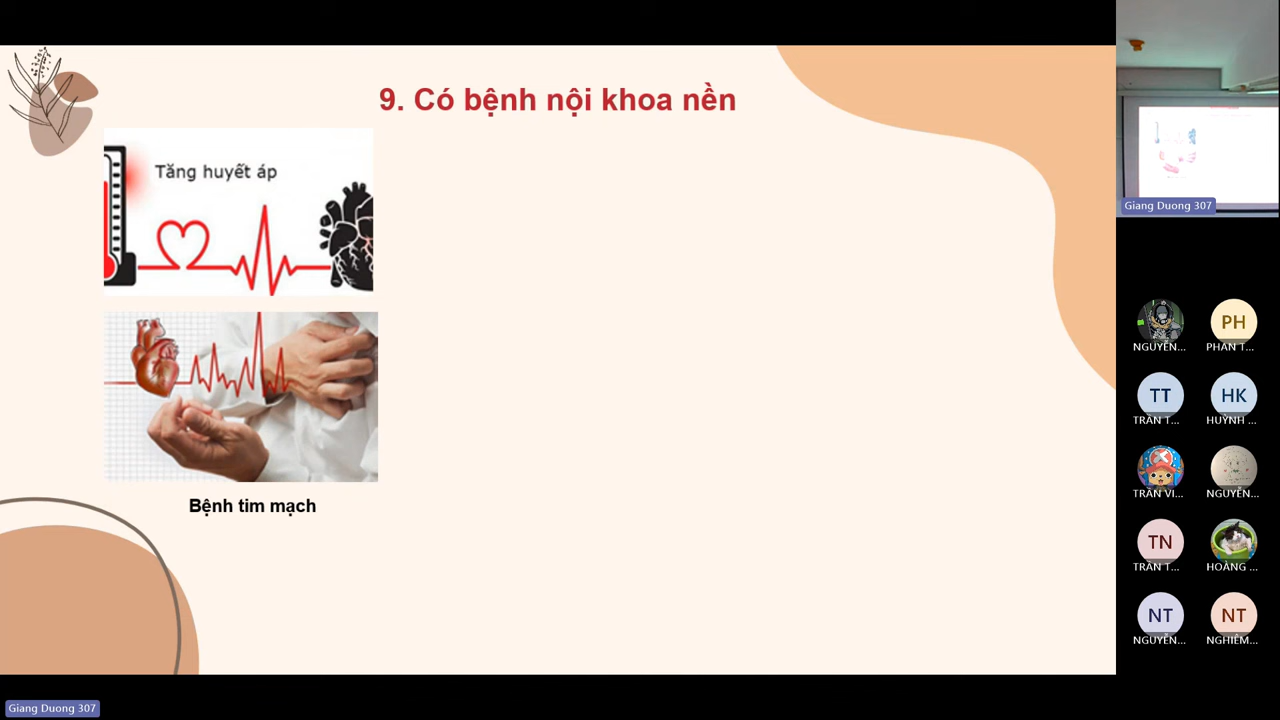 9. Có bệnh nội khoa nền
Tăng huyết áp
Bệnh tim mạch
Giang Duong 307
NGUYỄN...
PH
PHAN T...
TT
TRẦN T...
HK
HUỲNH ...
TRẦN VI...
NGUYỄN...
TN
TRẦN T...
HOÀNG ...
NT
NGUYỄN...
NT
NGHIÊM...
Giang Duong 307